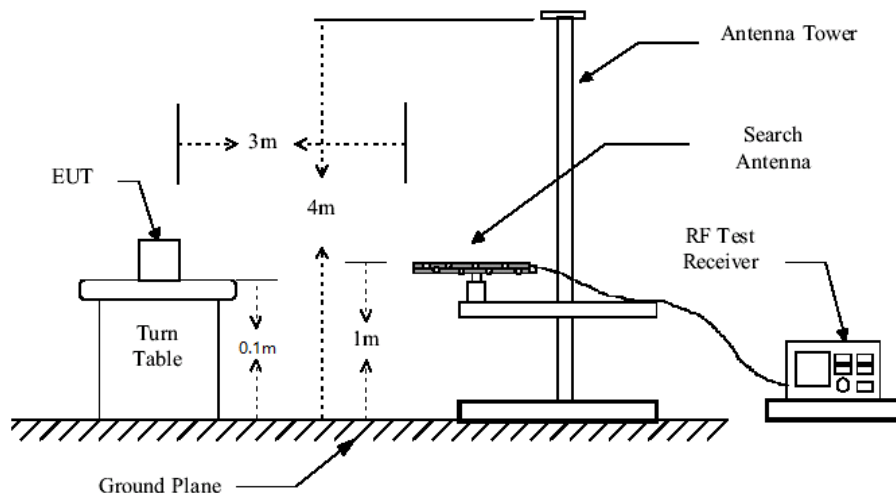 Antenna Tower
3m
Search
Antenna
EUT
4m
RF Test
Receiver
Turn
Table
0.1m
1m
Ground Plane